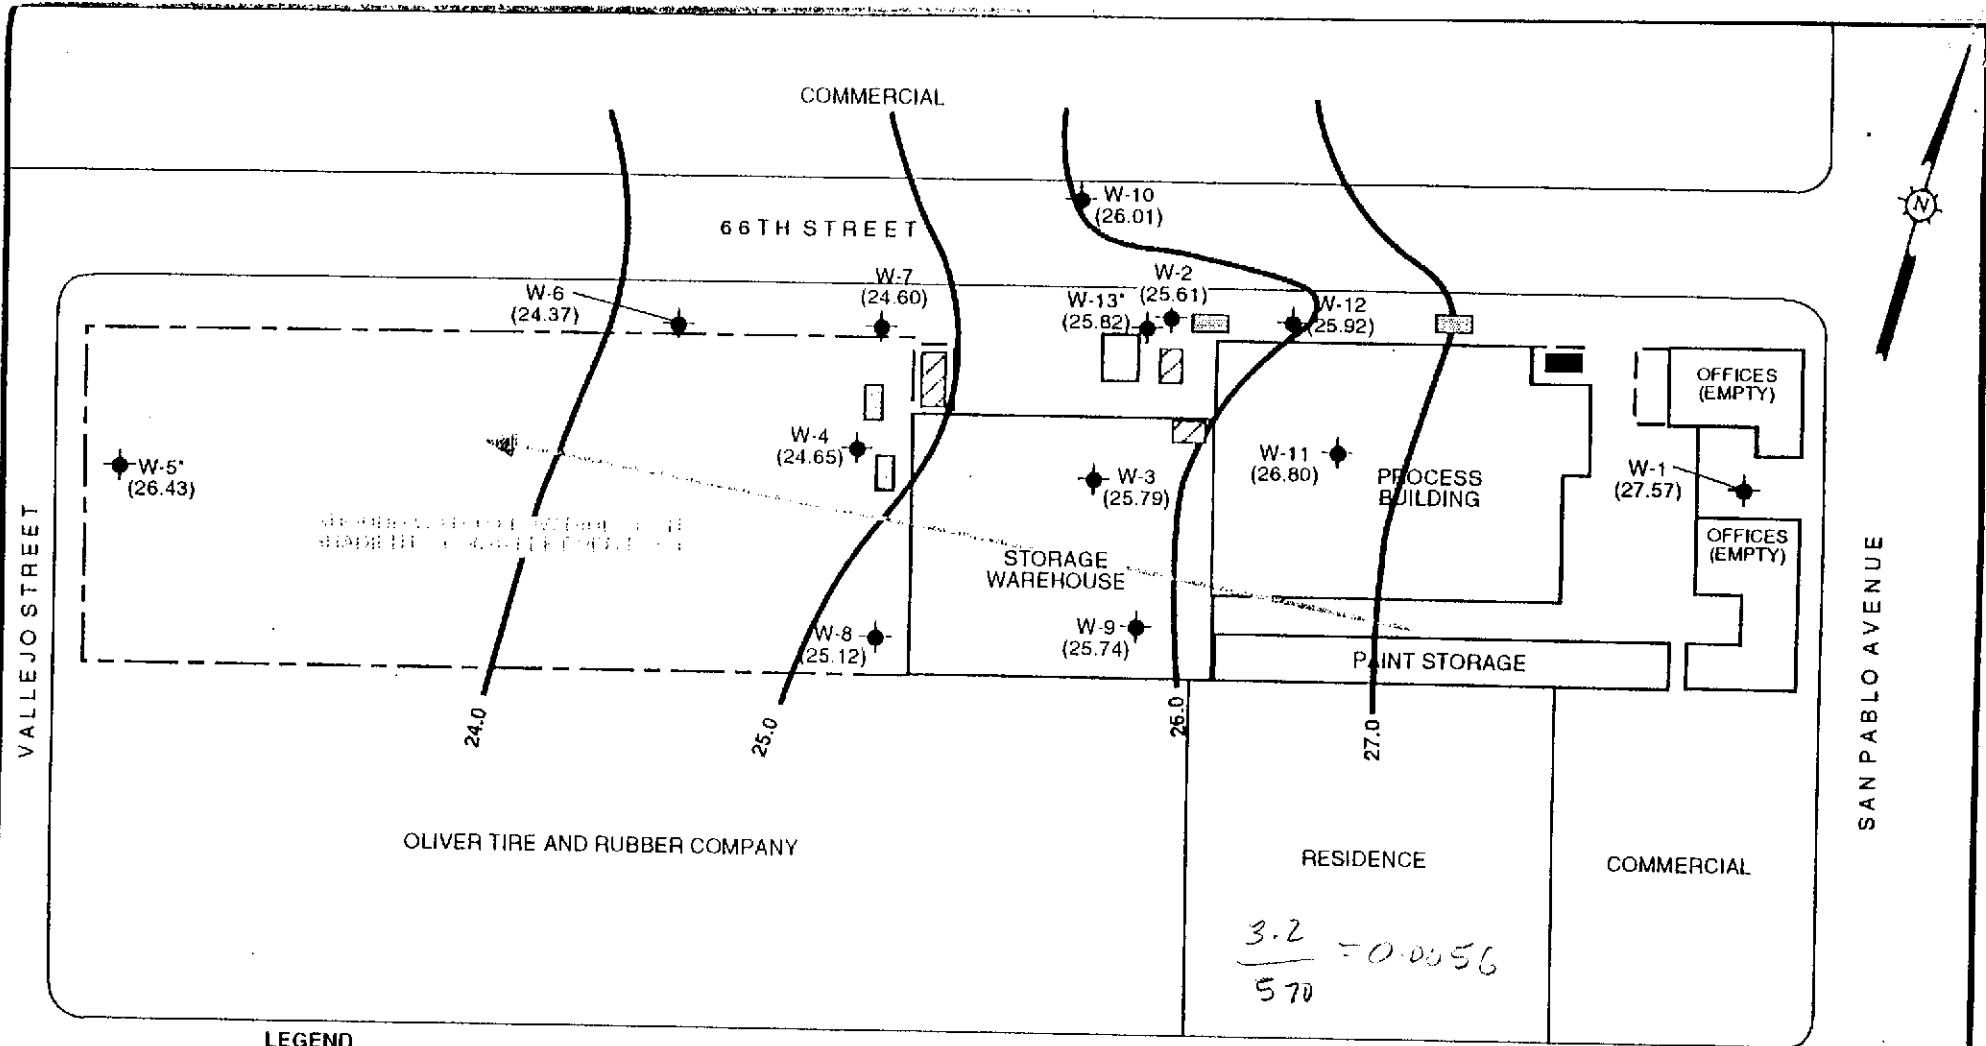 COMMERCIAL
66TH STREET
W-10
(26.01)
W-6
(24.37)
W-7
(24.60)
W-2
(25.61)
W-13*
(25.82)
W-12
(25.92)
N
OFFICES
(EMPTY)
W-5*
(26.43)
W-4
(24.65)
W-3
(25.79)
W-11
(26.80)
PROCESS
BUILDING
W-1
(27.57)
OFFICES
(EMPTY)
STORAGE
WAREHOUSE
W-8
(25.12)
W-9
(25.74)
PAINT STORAGE
VALLEJO STREET
SAN PABLO AVENUE
24.0
25.0
26.0
27.0
OLIVER TIRE AND RUBBER COMPANY
RESIDENCE
COMMERCIAL
3.2
570
= 0.0056
LEGEND